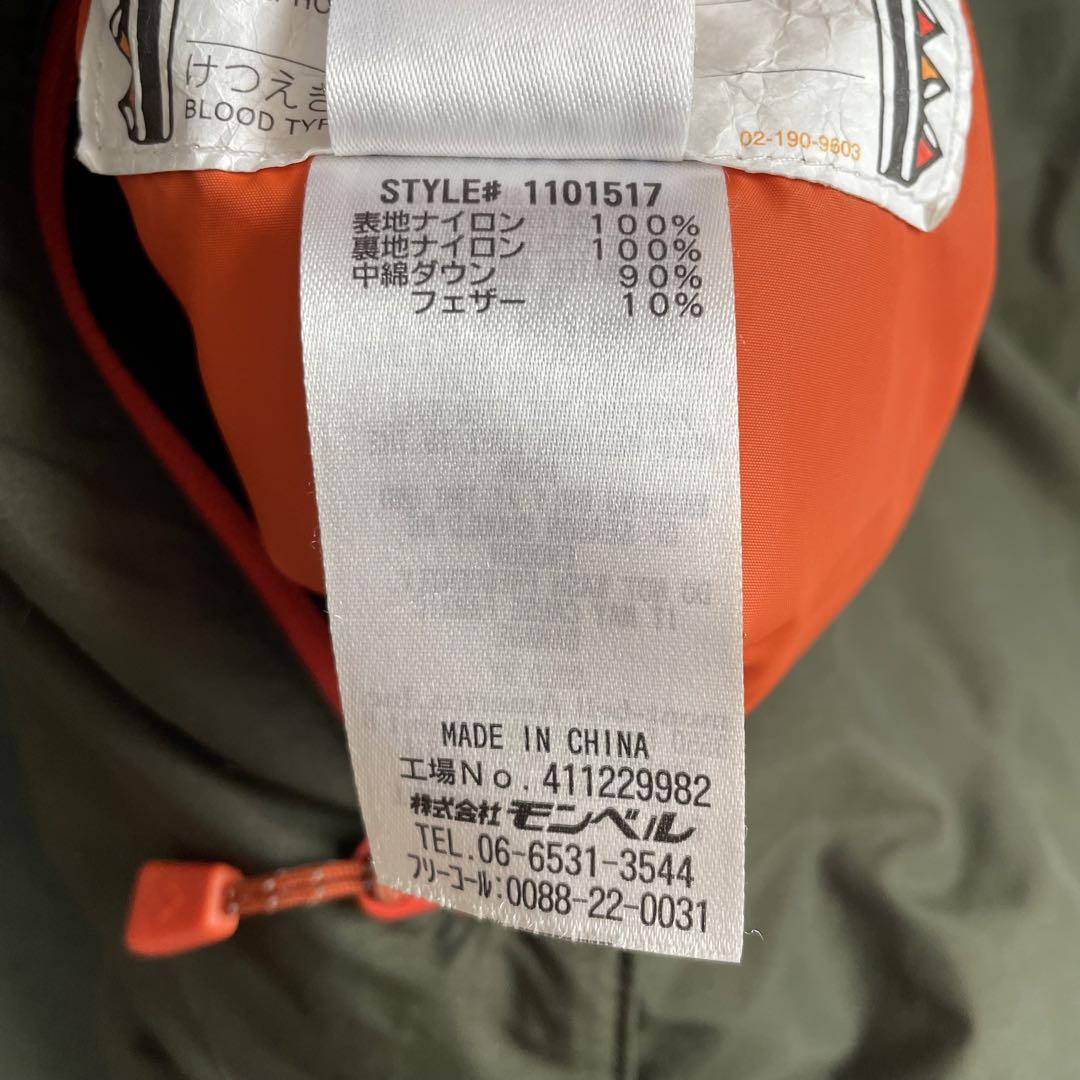 けつえき
BLOOD TYP
02-190-9603
STYLE# 1101517
表地ナイロン 100%
裏地ナイロン 100%
中綿ダウン 90%
フェザー 10%
MADE IN CHINA
工場No. 411229982
株式会社 モンベル
TEL.06-6531-3544
フリーコール:0088-22-0031